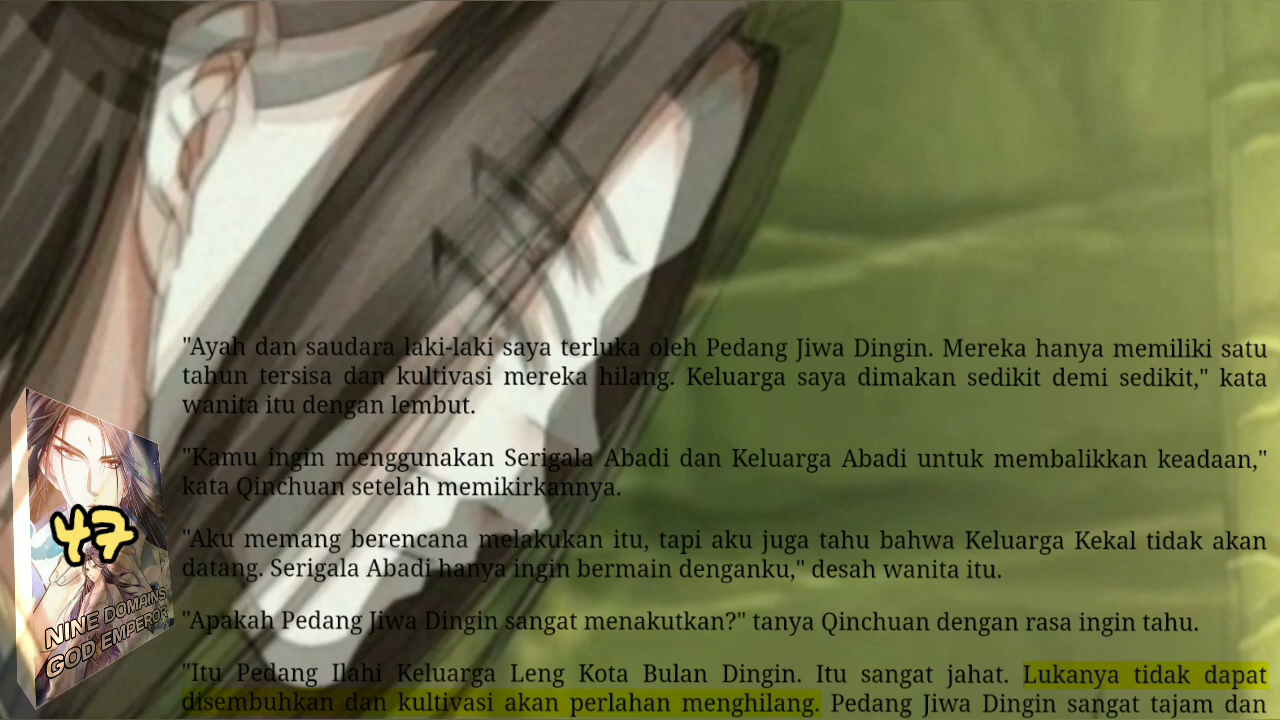 "Ayah dan saudara laki-laki saya terluka oleh Pedang Jiwa Dingin. Mereka hanya memiliki satu
tahun tersisa dan kultivasi mereka hilang. Keluarga saya dimakan sedikit demi sedikit," kata
wanita itu dengan lembut.
"Kamu ingin menggunakan Serigala Abadi dan Keluarga Abadi untuk membalikkan keadaan,"
kata Qinchuan setelah memikirkannya.
"Aku memang berencana melakukan itu, tapi aku juga tahu bahwa Keluarga Kekal tidak akan
datang. Serigala Abadi hanya ingin bermain denganku," desah wanita itu.
"Apakah Pedang Jiwa Dingin sangat menakutkan?" tanya Qinchuan dengan rasa ingin tahu.
"Itu Pedang Ilahi Keluarga Leng Kota Bulan Dingin. Itu sangat jahat. Lukanya tidak dapat
disembuhkan dan kultivasi akan perlahan menghilang. Pedang Jiwa Dingin sangat tajam dan
47
NINE DOMAINS
GOD EMPEROR